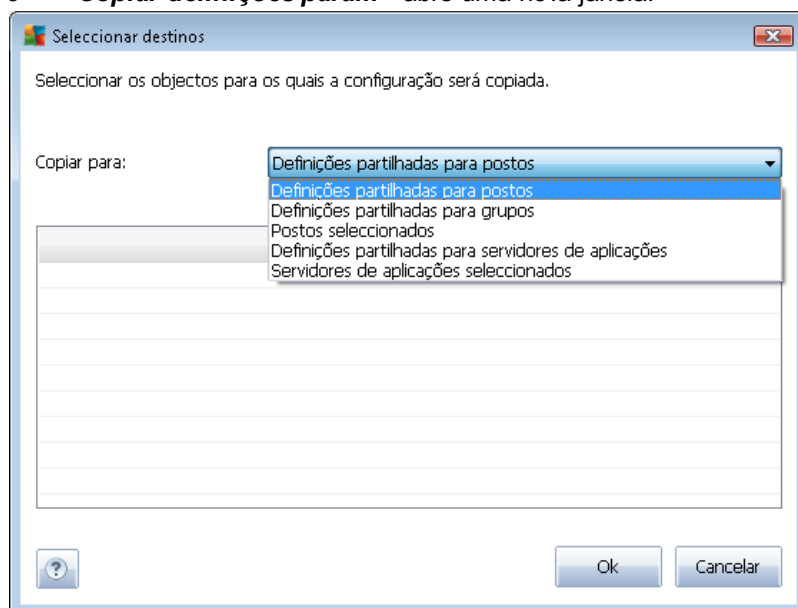 Copiar definições para... - abre uma nova janela:
Seleccionar destinos
Seleccionar os objectos para os quais a configuração será copiada.
Copiar para:
Definições partilhadas para postos
Definições partilhadas para postos
Definições partilhadas para grupos
Postos seleccionados
Definições partilhadas para servidores de aplicações
Servidores de aplicações seleccionados
?
Ok
Cancelar